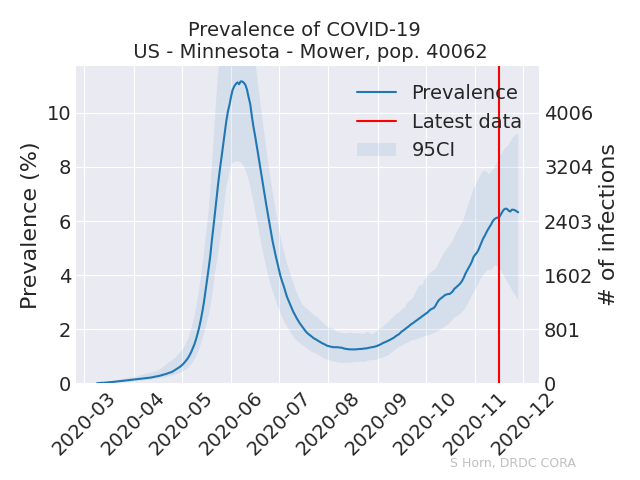 Prevalence of COVID-19
US - Minnesota - Mower, pop. 40062
Prevalence
Latest data
95CI
Prevalence (%)
10
8
6
4
2
0
# of infections
4006
3204
2403
1602
801
0
2020-03
2020-04
2020-05
2020-06
2020-07
2020-08
2020-09
2020-10
2020-11
2020-12
S Horn, DRDC CORA